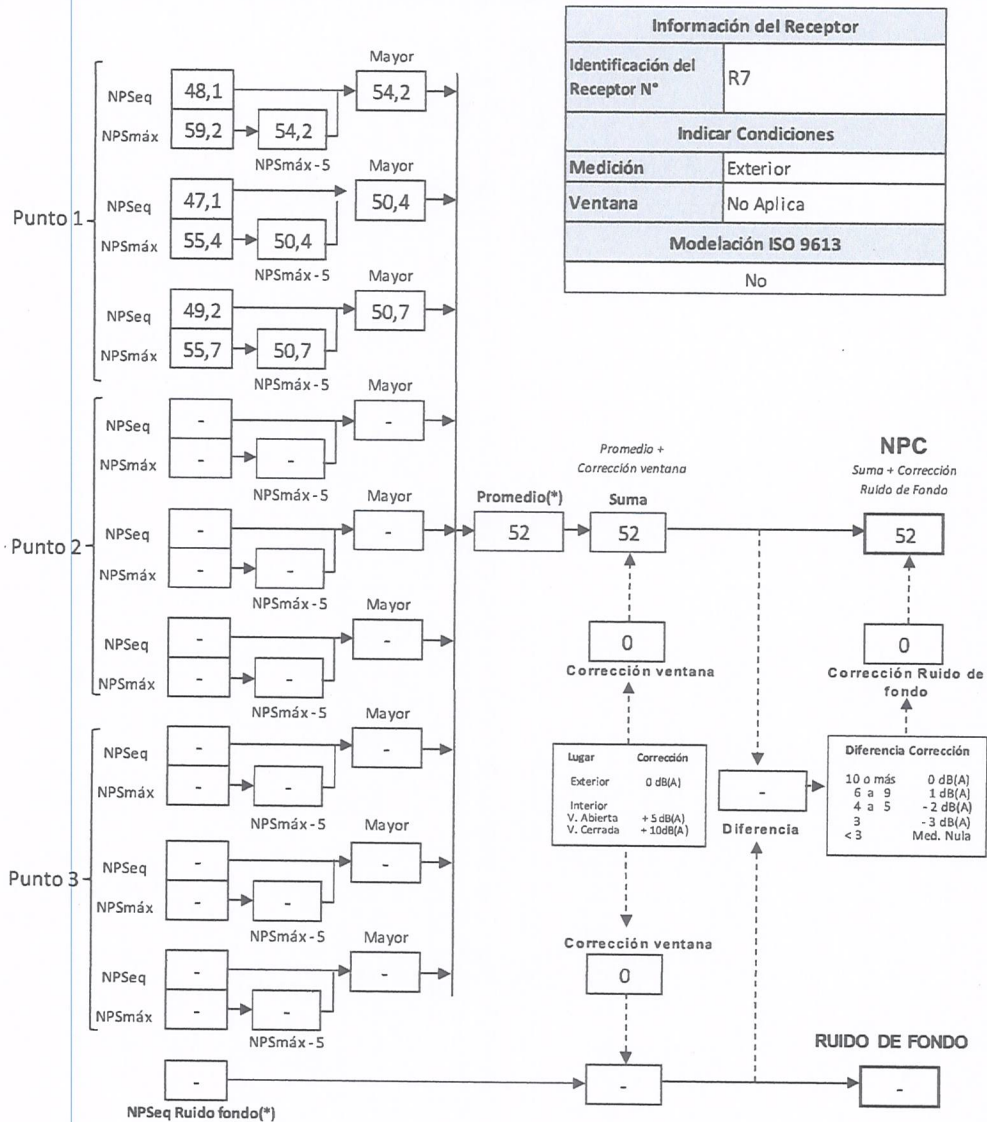 Información del Receptor
Identificación del Receptor N°
R7
Indicar Condiciones
Medición Exterior
Ventana No Aplica
Modelación ISO 9613
No
Punto 1
Mayor
NPSeq 48,1 54,2
NPSmáx 59,2 54,2
NPSmáx - 5 Mayor
NPSeq 47,1 50,4
NPSmáx 55,4 50,4
NPSmáx - 5 Mayor
NPSeq 49,2 50,7
NPSmáx 55,7 50,7
NPSmáx - 5 Mayor
Punto 2
NPSeq - -
NPSmáx - -
NPSmáx - 5 Mayor
NPSeq - -
NPSmáx - -
NPSmáx - 5 Mayor
NPSeq - -
NPSmáx - -
NPSmáx - 5 Mayor
Punto 3
NPSeq - -
NPSmáx - -
NPSmáx - 5 Mayor
NPSeq - -
NPSmáx - -
NPSmáx - 5 Mayor
NPSeq - -
NPSmáx - -
NPSmáx - 5
-
NPSeq Ruido fondo(*)
Promedio(*)
52
Promedio +
Corrección ventana
Suma
52
0
Corrección ventana
Lugar Corrección
Exterior 0 dB(A)
Interior
V. Abierta + 5 dB(A)
V. Cerrada + 10dB(A)
Corrección ventana
0
-
-
Diferencia
NPC
Suma + Corrección
Ruido de Fondo
52
0
Corrección Ruido de
fondo
Diferencia Corrección
10 o más 0 dB(A)
6 a 9 1 dB(A)
4 a 5 - 2 dB(A)
3 - 3 dB(A)
< 3 Med. Nula
RUIDO DE FONDO
-